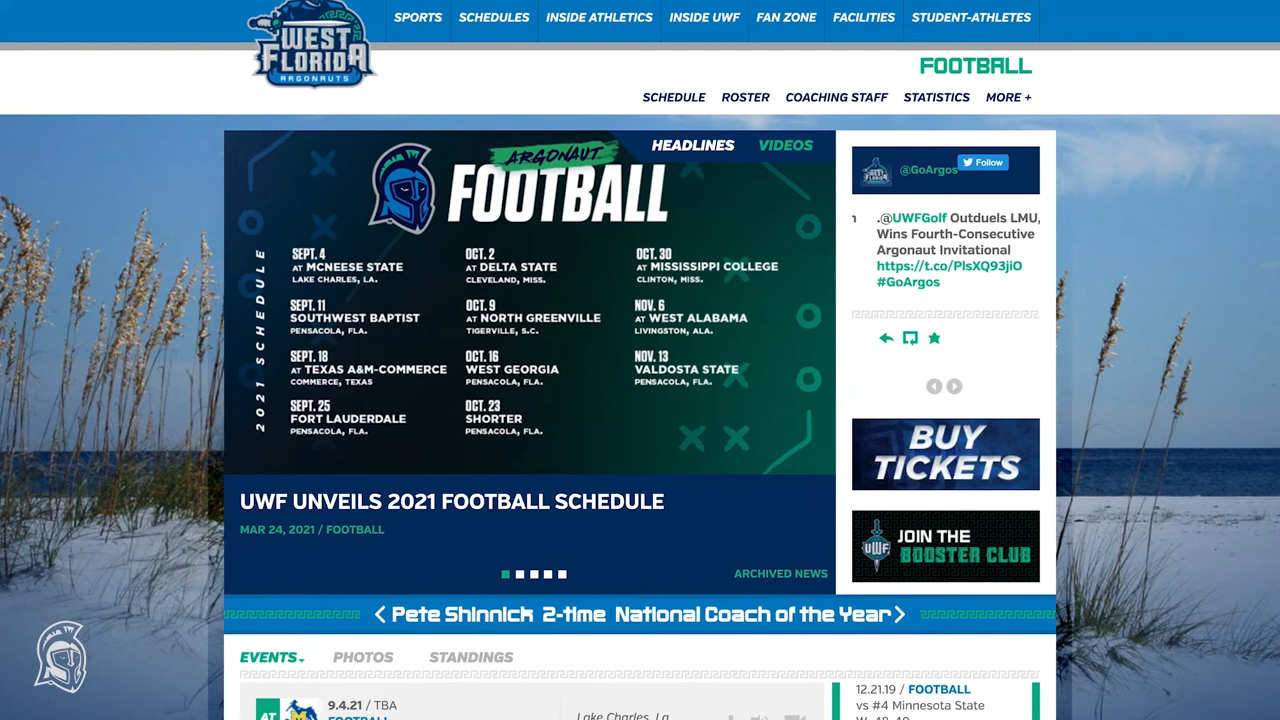 WEST
FLORIDA
ARGONAUTS
SPORTS SCHEDULES INSIDE ATHLETICS INSIDE UWF FAN ZONE FACILITIES STUDENT-ATHLETES
FOOTBALL
SCHEDULE ROSTER COACHING STAFF STATISTICS MORE +
HEADLINES VIDEOS
ARGONAUT
FOOTBALL
2021 SCHEDULE
SEPT. 4
AT MCNEESE STATE
LAKE CHARLES, LA.
SEPT. 11
SOUTHWEST BAPTIST
PENSACOLA, FLA.
SEPT. 18
AT TEXAS A&M-COMMERCE
COMMERCE, TEXAS
SEPT. 25
FORT LAUDERDALE
PENSACOLA, FLA.
OCT. 2
AT DELTA STATE
CLEVELAND, MISS.
OCT. 9
AT NORTH GREENVILLE
TIGERVILLE, S.C.
OCT. 16
WEST GEORGIA
PENSACOLA, FLA.
OCT. 23
SHORTER
PENSACOLA, FLA.
OCT. 30
AT MISSISSIPPI COLLEGE
CLINTON, MISS.
NOV. 6
AT WEST ALABAMA
LIVINGSTON, ALA.
NOV. 13
VALDOSTA STATE
PENSACOLA, FLA.
UWF UNVEILS 2021 FOOTBALL SCHEDULE
MAR 24, 2021 / FOOTBALL
ARCHIVED NEWS
@GoArgos Follow
.@UWFGolf Outduels LMU,
Wins Fourth-Consecutive
Argonaut Invitational
https://t.co/PlsXQ93jiO
#GoArgos
BUY
TICKETS
UWF
JOIN THE
BOOSTER CLUB
<Pete Shinnick 2-time National Coach of the Year>
EVENTS PHOTOS STANDINGS
AT
9.4.21 / TBA
FOOTBALL
Lake Charles, La.
12.21.19 / FOOTBALL
vs #4 Minnesota State
W, 48-40